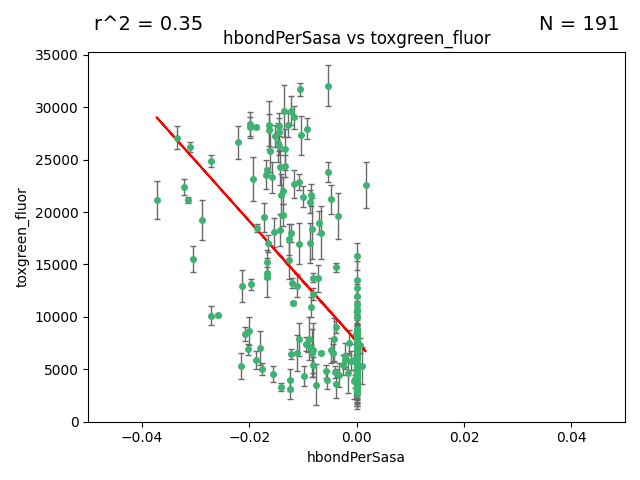 r^2 = 0.35
N = 191
hbondPerSasa vs toxgreen_fluor
35000
30000
25000
20000
15000
10000
5000
0
toxgreen_fluor
−0.04
−0.02
0.00
0.02
0.04
hbondPerSasa